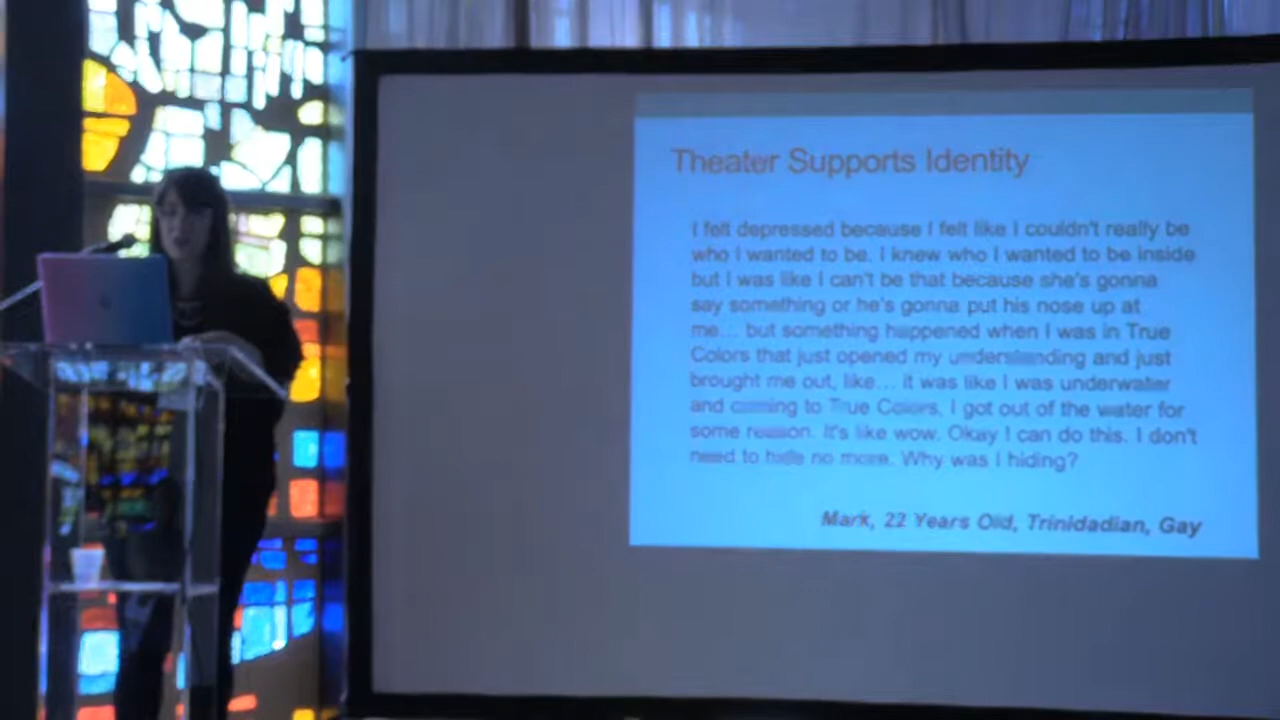 Theater Supports Identity
I felt depressed because I felt like I couldn't really be
who I wanted to be. I knew who I wanted to be inside
but I was like I can't be that because she's gonna
say something or he's gonna put his nose up at
me... but something happened when I was in True
Colors that just opened my understanding and just
brought me out, like... it was like I was underwater
and coming to True Colors, I got out of the water for
some reason. It's like wow. Okay I can do this. I don't
need to hide no more. Why was I hiding?
Mark, 22 Years Old, Trinidadian, Gay